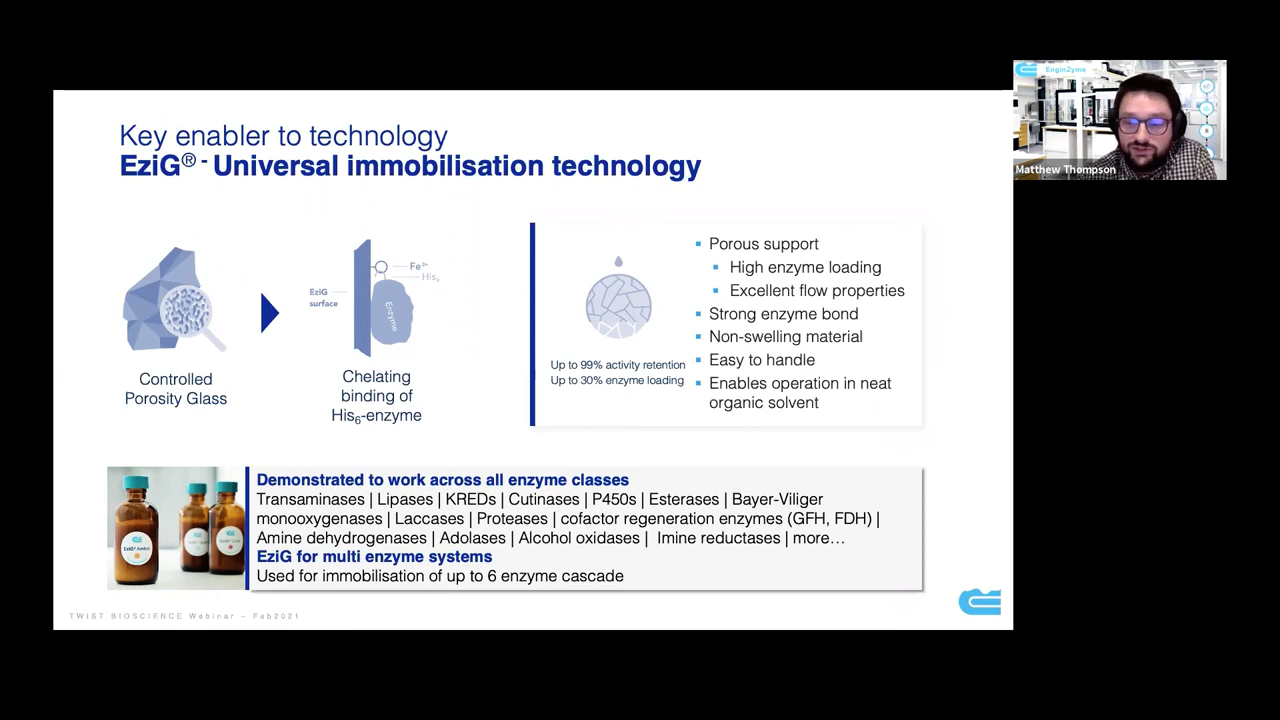 Key enabler to technology
EziG® - Universal immobilisation technology
Controlled
Porosity Glass
EziG
surface
Fe³⁺
His₆
Enzyme
Chelating
binding of
His₆-enzyme
Up to 99% activity retention
Up to 30% enzyme loading
Porous support
High enzyme loading
Excellent flow properties
Strong enzyme bond
Non-swelling material
Easy to handle
Enables operation in neat
organic solvent
EziG® Amber
Demonstrated to work across all enzyme classes
Transaminases | Lipases | KREDs | Cutinases | P450s | Esterases | Bayer-Viliger
monooxygenases | Laccases | Proteases | cofactor regeneration enzymes (GFH, FDH) |
Amine dehydrogenases | Adolases | Alcohol oxidases | Imine reductases | more…
EziG for multi enzyme systems
Used for immobilisation of up to 6 enzyme cascade
TWIST BIOSCIENCE Webinar – Feb2021
EnginZyme
Matthew Thompson